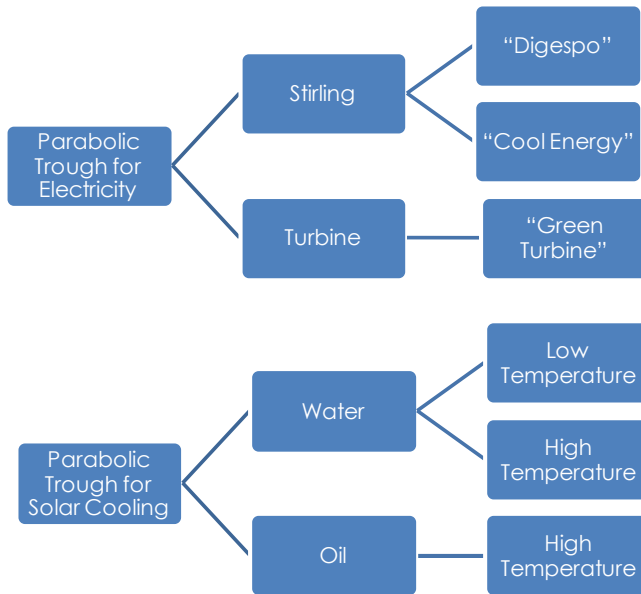 “Digespo”
Stirling
Parabolic
Trough for
Electricity
“Cool Energy”
Turbine
“Green
Turbine”
Low
Temperature
Water
Parabolic
Trough for
Solar Cooling
High
Temperature
Oil
High
Temperature